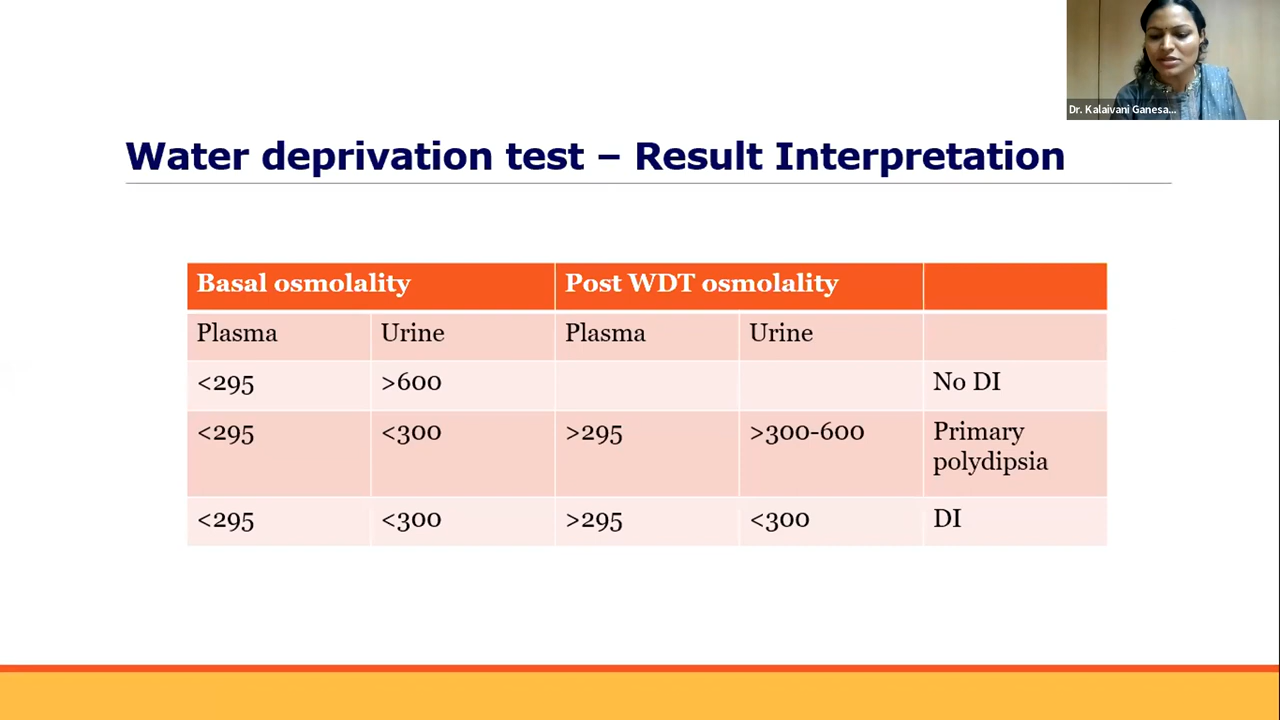 Dr. Kalaivani Ganesa...
Water deprivation test – Result Interpretation
Basal osmolality Post WDT osmolality
Plasma Urine Plasma Urine
<295 >600 No DI
<295 <300 >295 >300-600 Primary
polydipsia
<295 <300 >295 <300 DI